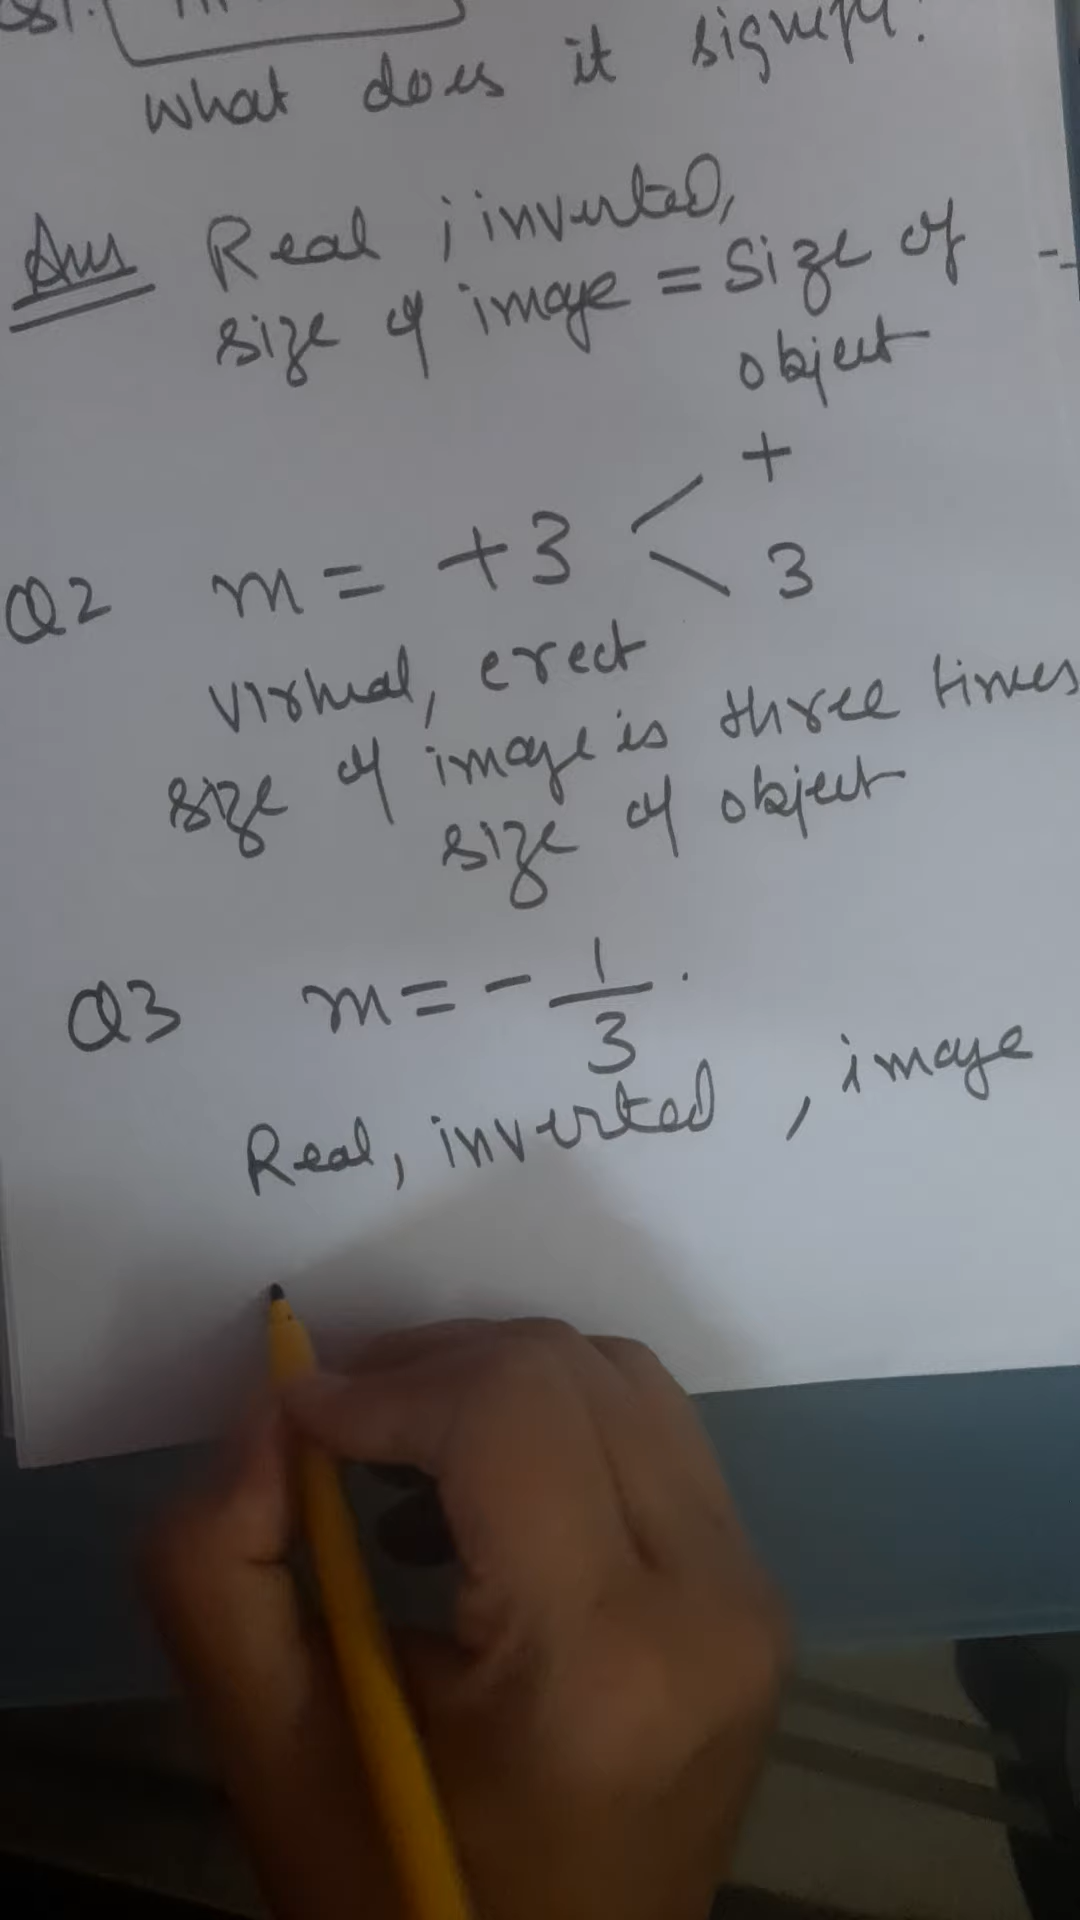 What does it signify?
Ans Real ; inverted,
size of image = Size of
object
+
Q2 m = +3 < 3
virtual, erect
size of image is three times
size of object
Q3 m = - 1/3 .
Real, inverted , image